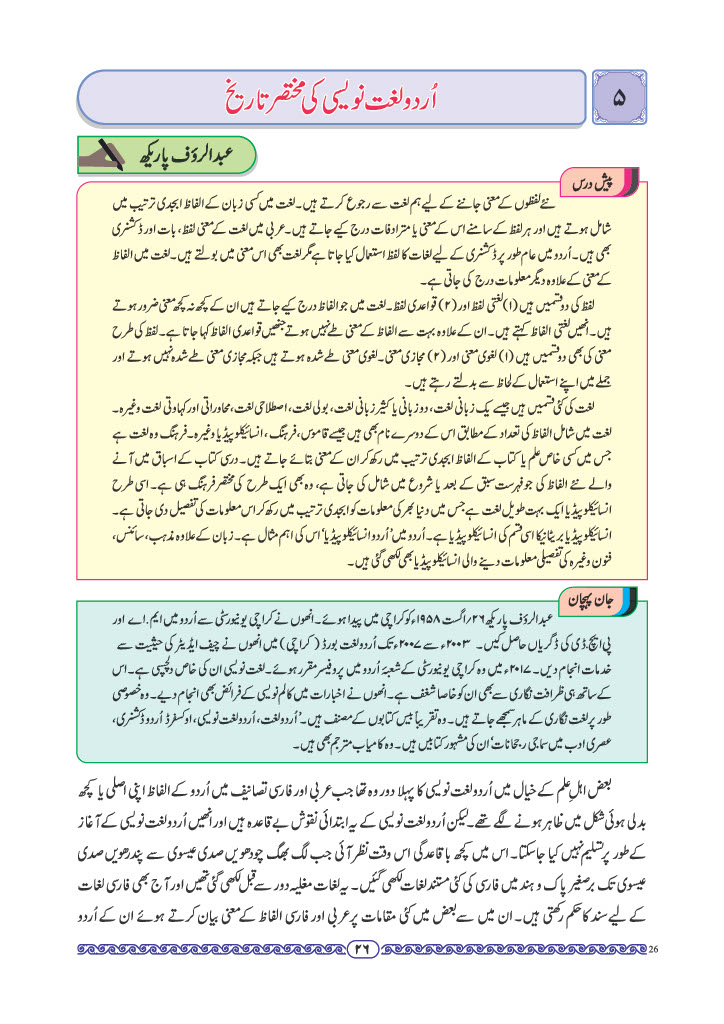 ۵
اُردو لغت نویسی کی مختصر تاریخ
عبدالرؤف پاریکھ
پیش درس
نئے لفظوں کے معنی جاننے کے لیے ہم لغت سے رجوع کرتے ہیں۔ لغت میں کسی زبان کے الفاظ ابجدی ترتیب میں
شامل ہوتے ہیں اور ہر لفظ کے سامنے اس کے معنی یا مترادفات درج کیے جاتے ہیں۔ عربی میں لغت کے معنی لفظ، بات اور ڈکشنری
بھی ہیں۔ اُردو میں عام طور پر ڈکشنری کے لیے لغات کا لفظ استعمال کیا جاتا ہے مگر لغت بھی اس معنی میں بولتے ہیں۔ لغت میں الفاظ
کے معنی کے علاوہ دیگر معلومات درج کی جاتی ہے۔
لفظ کی دو قسمیں ہیں (۱) لغتی لفظ اور (۲) قواعدی لفظ۔ لغت میں جو الفاظ درج کیے جاتے ہیں ان کے کچھ نہ کچھ معنی ضرور ہوتے
ہیں۔ انھیں لغتی الفاظ کہتے ہیں۔ ان کے علاوہ بہت سے الفاظ کے معنی طے نہیں ہوتے جنھیں قواعدی الفاظ کہا جاتا ہے۔ لفظ کی طرح
معنی کی بھی دو قسمیں ہیں (۱) لغوی معنی اور (۲) مجازی معنی۔ لغوی معنی طے شدہ ہوتے ہیں جبکہ مجازی معنی طے شدہ نہیں ہوتے اور
جملے میں اپنے استعمال کے لحاظ سے بدلتے رہتے ہیں۔
لغت کی کئی قسمیں ہیں جیسے یک زبانی لغت، دو زبانی یا کثیر زبانی لغت، بولی لغت، اصطلاحی لغت، محاوراتی اور کہاوتی لغت وغیرہ۔
لغت میں شامل الفاظ کی تعداد کے مطابق اس کے دوسرے نام بھی ہیں جیسے قاموس، فرہنگ، انسائیکلوپیڈیا وغیرہ۔ فرہنگ وہ لغت ہے
جس میں کسی خاص علم یا کتاب کے الفاظ ابجدی ترتیب میں رکھ کر ان کے معنی بتائے جاتے ہیں۔ درسی کتاب کے اسباق میں آنے
والے نئے الفاظ کی جو فہرست سبق کے بعد یا شروع میں شامل کی جاتی ہے، وہ بھی ایک طرح کی مختصر فرہنگ ہی ہے۔ اسی طرح
انسائیکلوپیڈیا ایک بہت طویل لغت ہے جس میں دنیا بھر کی معلومات کو ابجدی ترتیب میں رکھ کر اس معلومات کی تفصیل دی جاتی ہے۔
انسائیکلوپیڈیا بریٹانیکا اسی قسم کی انسائیکلوپیڈیا ہے۔ اُردو میں 'اُردو انسائیکلوپیڈیا' اس کی اہم مثال ہے۔ زبان کے علاوہ مذہب، سائنس،
فنون وغیرہ کی تفصیلی معلومات دینے والی انسائیکلوپیڈیا بھی لکھی گئی ہیں۔
جان پہچان
عبدالرؤف پاریکھ ۲۶؍ اگست ۱۹۵۸ء کو کراچی میں پیدا ہوئے۔ انھوں نے کراچی یونیورسٹی سے اُردو میں ایم۔اے اور
پی ایچ۔ڈی کی ڈگریاں حاصل کیں۔ ۲۰۰۳ء سے ۲۰۰۷ء تک اُردو لغت بورڈ (کراچی) میں انھوں نے چیف ایڈیٹر کی حیثیت سے
خدمات انجام دیں۔ ۲۰۱۷ء میں وہ کراچی یونیورسٹی کے شعبۂ اُردو میں پروفیسر مقرر ہوئے۔ لغت نویسی ان کی خاص دلچسپی ہے۔ اس
کے ساتھ ہی ظرافت نگاری سے بھی ان کو خاصا شغف ہے۔ انھوں نے اخبارات میں کالم نویسی کے فرائض بھی انجام دیے۔ وہ خصوصی
طور پر لغت نگاری کے ماہر سمجھے جاتے ہیں۔ وہ تقریباً بیس کتابوں کے مصنف ہیں۔ 'اُردو لغت، اُردو لغت نویسی، اوکسفرڈ اُردو ڈکشنری،
عصری ادب میں سماجی رجحانات' ان کی مشہور کتابیں ہیں۔ وہ کامیاب مترجم بھی ہیں۔
بعض اہلِ علم کے خیال میں اُردو لغت نویسی کا پہلا دور وہ تھا جب عربی اور فارسی تصانیف میں اُردو کے الفاظ اپنی اصلی یا کچھ
بدلی ہوئی شکل میں ظاہر ہونے لگے تھے۔ لیکن اُردو لغت نویسی کے یہ ابتدائی نقوش بے قاعدہ ہیں اور انھیں اُردو لغت نویسی کے آغاز
کے طور پر تسلیم نہیں کیا جا سکتا۔ اس میں کچھ باقاعدگی اس وقت نظر آئی جب لگ بھگ چودھویں صدی عیسوی سے پندرھویں صدی
عیسوی تک برصغیر پاک و ہند میں فارسی کی کئی مستند لغات لکھی گئیں۔ یہ لغات مغلیہ دور سے قبل لکھی گئی تھیں اور آج بھی فارسی لغات
کے لیے سند کا حکم رکھتی ہیں۔ ان میں سے بعض میں کئی مقامات پر عربی اور فارسی الفاظ کے معنی بیان کرتے ہوئے ان کے اُردو
۲۶
26